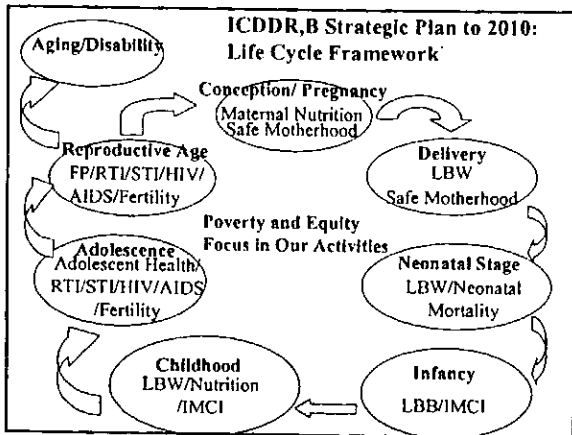 ICDDR,B Strategic Plan to 2010:
Life Cycle Framework
Aging/Disability
Conception/ Pregnancy
Maternal Nutrition
Safe Motherhood
Delivery
LBW
Safe Motherhood
Neonatal Stage
LBW/Neonatal
Mortality
Infancy
LBB/IMCI
Childhood
LBW/Nutrition
/IMCI
Adolescence
Adolescent Health/
RTI/STI/HIV/AIDS
/Fertility
Reproductive Age
FP/RTI/STI/HIV/
AIDS/Fertility
Poverty and Equity
Focus in Our Activities